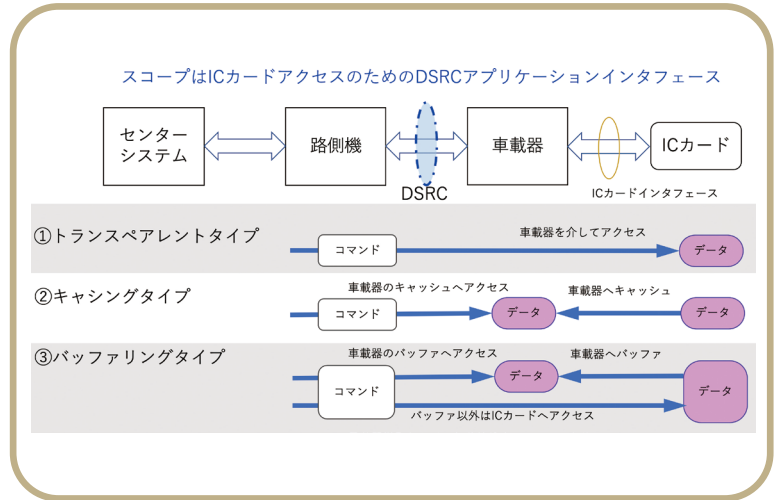 スコープはICカードアクセスのためのDSRCアプリケーションインタフェース
センター
システム
路側機
車載器
ICカード
DSRC
ICカードインタフェース
①トランスペアレントタイプ
コマンド
車載器を介してアクセス
データ
②キャシングタイプ
車載器のキャッシュへアクセス
車載器へキャッシュ
コマンド
データ
データ
③バッファリングタイプ
車載器のバッファへアクセス
車載器へバッファ
コマンド
データ
データ
バッファ以外はICカードへアクセス